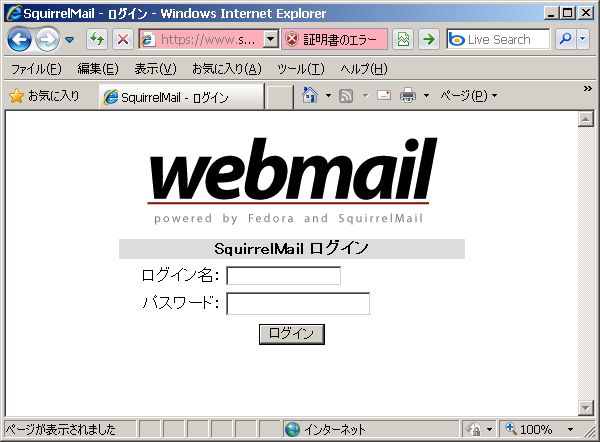 SquirrelMail - ログイン - Windows Internet Explorer
https://www.s... 証明書のエラー Live Search
ファイル(F) 編集(E) 表示(V) お気に入り(A) ツール(T) ヘルプ(H)
お気に入り SquirrelMail - ログイン ページ(P)
webmail
powered by Fedora and SquirrelMail
SquirrelMail ログイン
ログイン名:
パスワード:
ログイン
ページが表示されました インターネット 100%